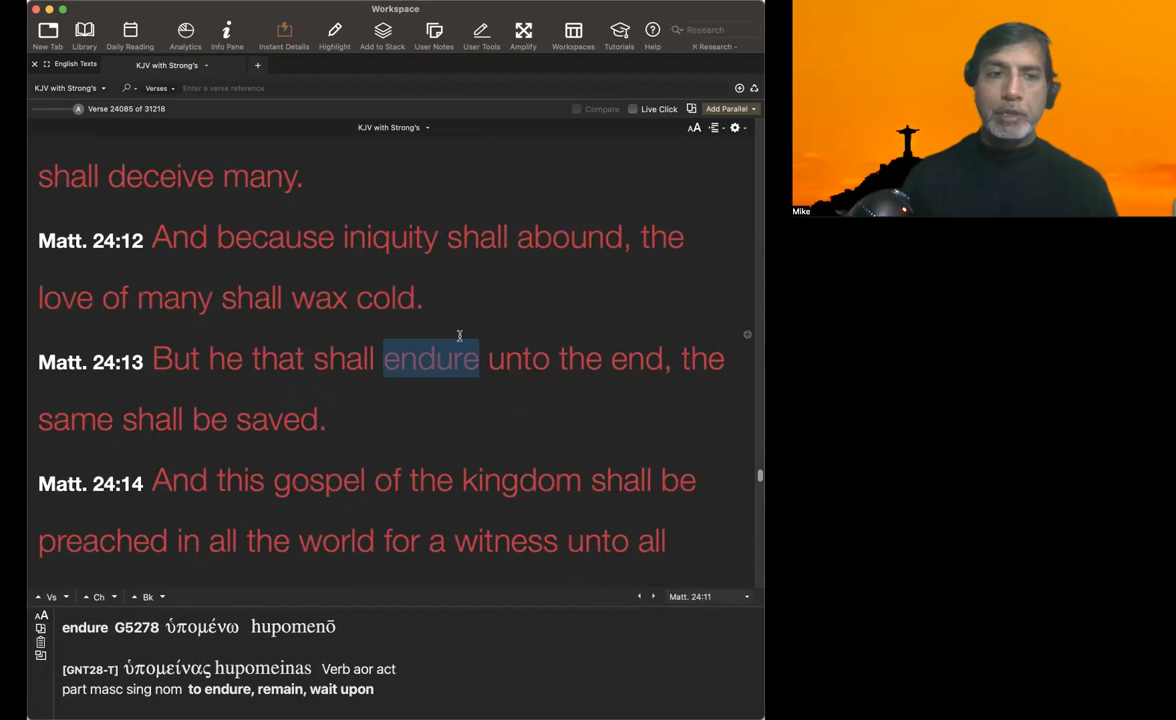 Workspace
New Tab Library Daily Reading Analytics Info Pane Instant Details Highlight Add to Stack User Notes User Tools Amplify Workspaces Tutorials Help Research
Research
English Texts KJV with Strong's +
KJV with Strong's Verses Enter a verse reference
A Verse 24085 of 31218 Compare Live Click Add Parallel
KJV with Strong's AA
shall deceive many.
Matt. 24:12 And because iniquity shall abound, the
love of many shall wax cold.
Matt. 24:13 But he that shall endure unto the end, the
same shall be saved.
Matt. 24:14 And this gospel of the kingdom shall be
preached in all the world for a witness unto all
Vs Ch Bk Matt. 24:11
AA
endure G5278 ὑπομένω hupomenō
[GNT28-T] ὑπομείνας hupomeinas Verb aor act
part masc sing nom to endure, remain, wait upon
Mike